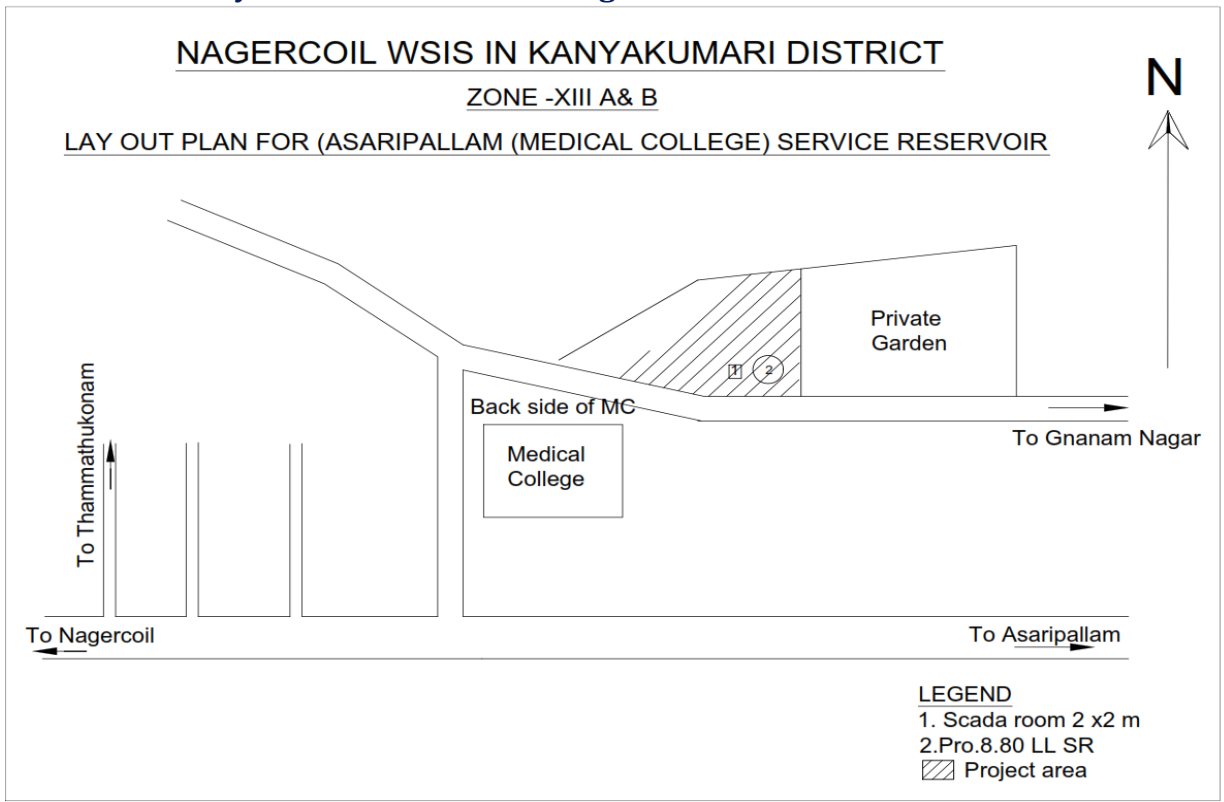 NAGERCOIL WSIS IN KANYAKUMARI DISTRICT
ZONE -XIII A& B
LAY OUT PLAN FOR (ASARIPALLAM (MEDICAL COLLEGE) SERVICE RESERVOIR
N
Private
Garden
1
2
Back side of MC
Medical
College
To Gnanam Nagar
To Thammathukonam
To Nagercoil
To Asaripallam
LEGEND
1. Scada room 2 x2 m
2.Pro.8.80 LL SR
Project area